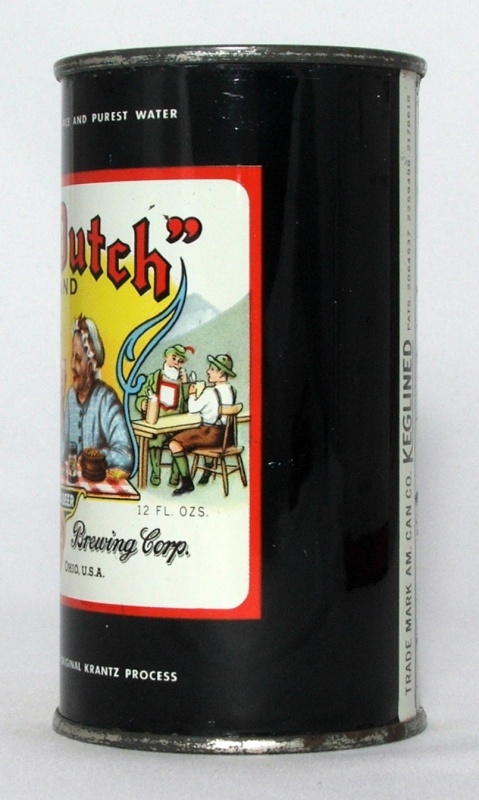 AND PUREST WATER
Dutch”
ND
12 FL. OZS.
Brewing Corp.
OHIO, U.S.A.
ORIGINAL KRANTZ PROCESS
TRADE MARK AM. CAN CO. KEGLINED PATS.